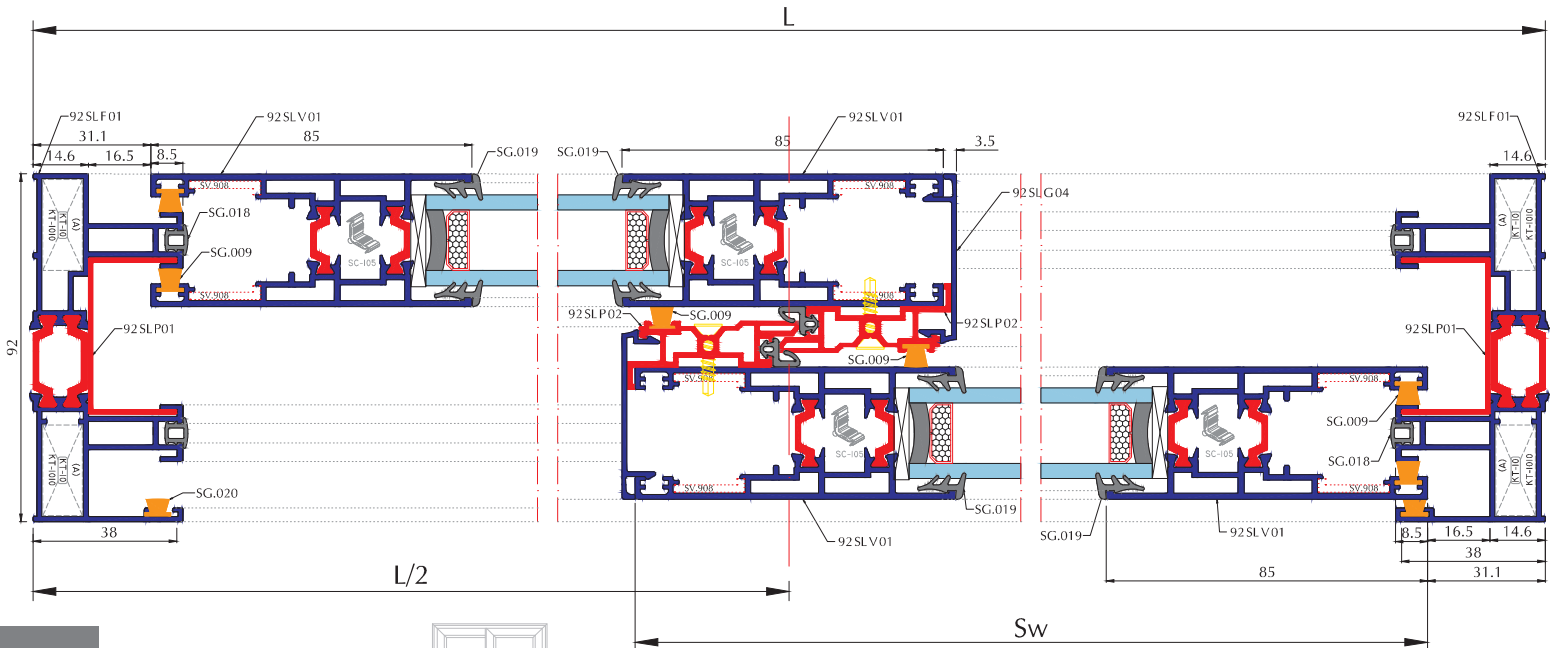 L
92SLF01
92SLV01
92SLV01
92SLF01
31.1
85
85
3.5
14.6
16.5
8.5
14.6
SG.019
SG.019
SV.908
SV.908
92SLG04
(A)
KT-10
KT-1010
(A)
KT-10
KT-1010
SG.018
SG.009
SC-105
SC-105
SV.908
SV.908
92SLP02
SG.009
92SLP02
92SLP01
92SLP01
92
SG.009
SV.908
SV.908
SG.009
(A)
KT-10
KT-1010
(A)
KT-10
KT-1010
SC-105
SC-105
SG.018
SV.908
SV.908
SG.020
SG.019
SG.019
38
92SLV01
92SLV01
8.5
16.5
14.6
38
L/2
85
31.1
Sw